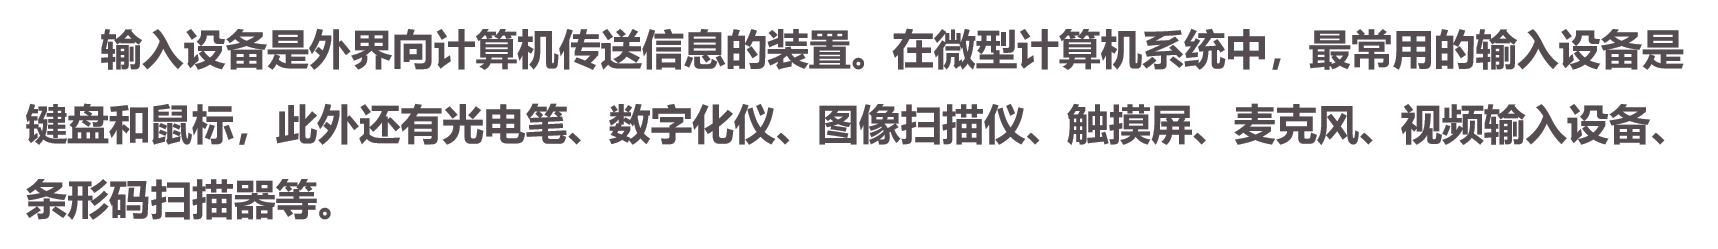 输入设备是外界向计算机传送信息的装置。在微型计算机系统中，最常用的输入设备是
键盘和鼠标，此外还有光电笔、数字化仪、图像扫描仪、触摸屏、麦克风、视频输入设备、
条形码扫描器等。